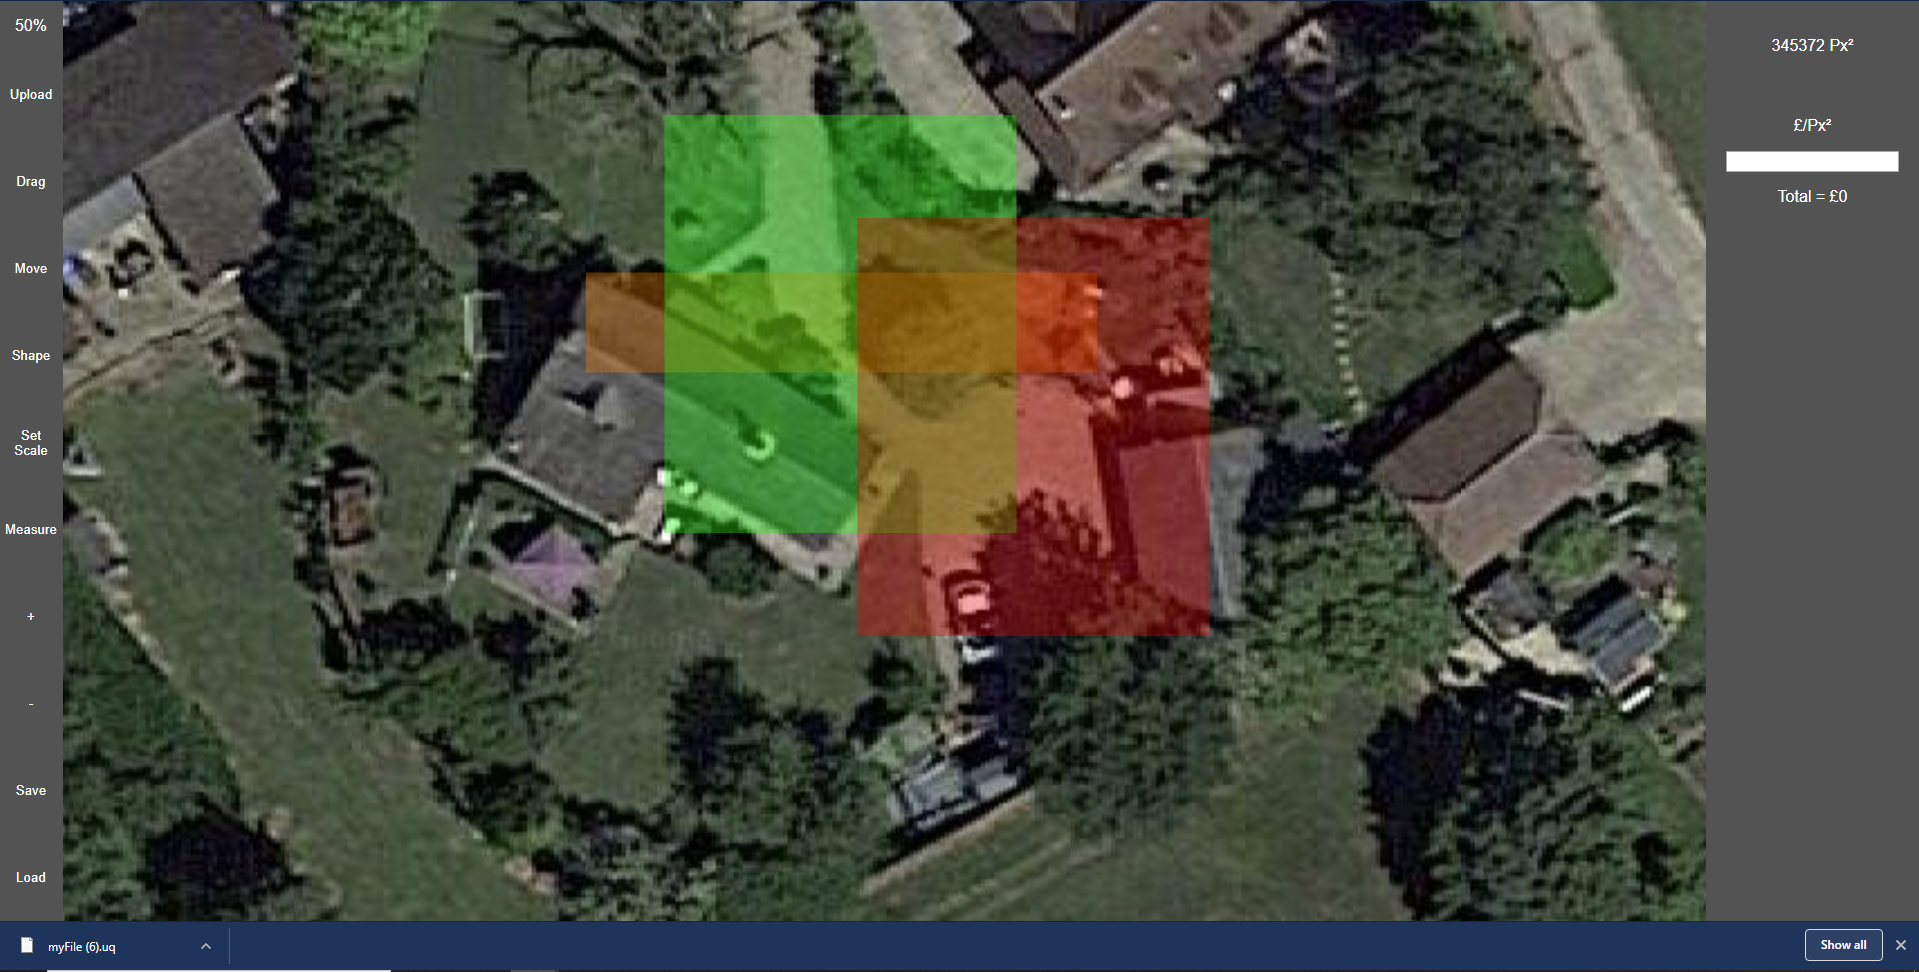 50%
Upload
Drag
Move
Shape
Set
Scale
Measure
+
-
Save
Load
345372 Px²
£/Px²
Total = £0
myFile (6).uq
Show all